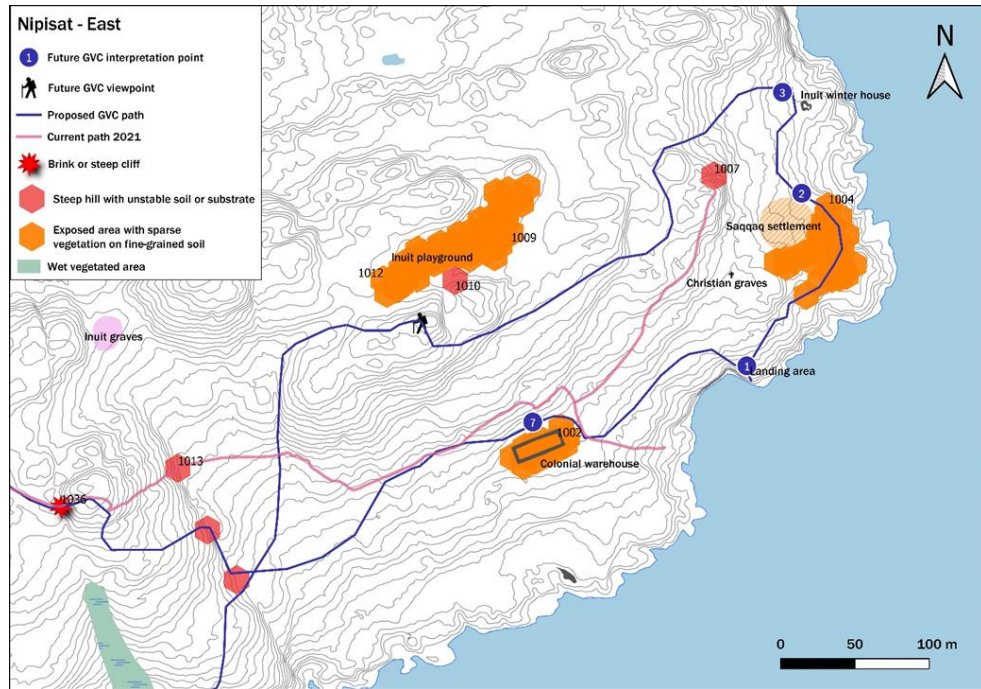 Nipisat - East
1 Future GVC interpretation point
Future GVC viewpoint
Proposed GVC path
Current path 2021
Brink or steep cliff
Steep hill with unstable soil or substrate
Exposed area with sparse
vegetation on fine-grained soil
Wet vegetated area
N
3
Inuit winter house
1007
2
1004
Saqqaq settlement
1009
Inuit playground
1012
1010
Christian graves
Inuit graves
1
Landing area
7
1002
Colonial warehouse
1013
1036
0 50 100 m